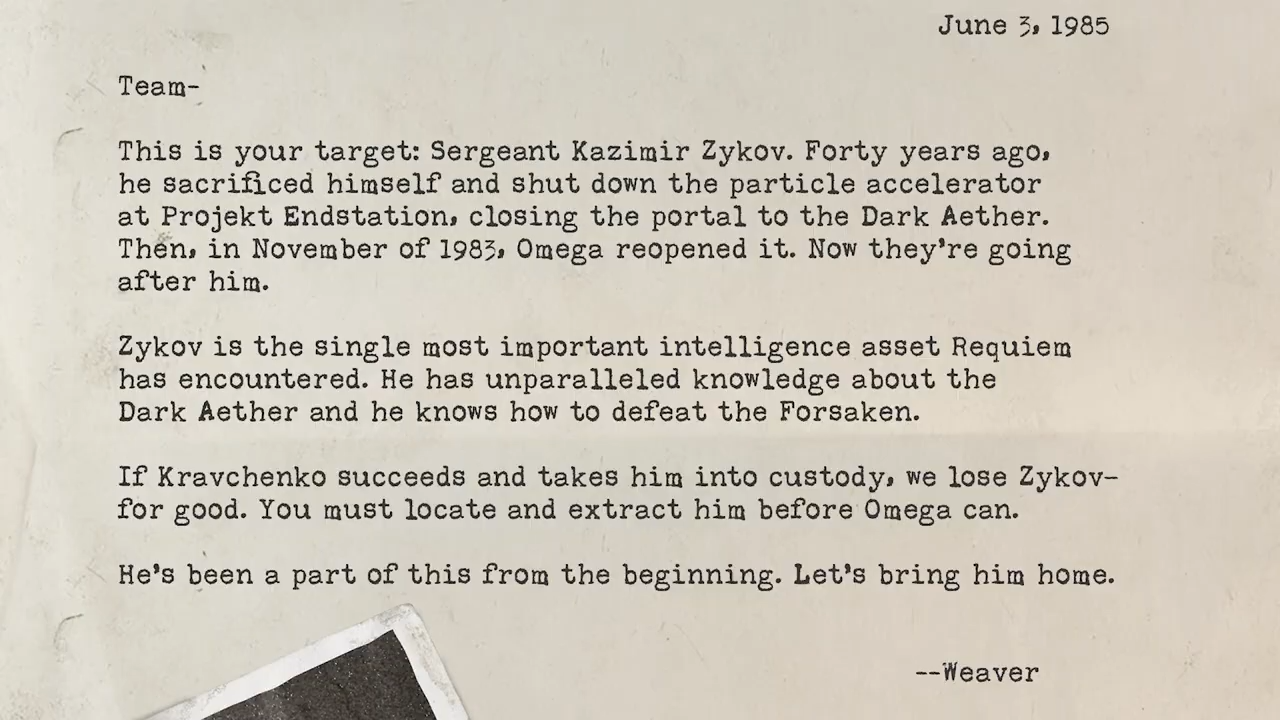 June 3, 1985
Team-
This is your target: Sergeant Kazimir Zykov. Forty years ago,
he sacrificed himself and shut down the particle accelerator
at Projekt Endstation, closing the portal to the Dark Aether.
Then, in November of 1983, Omega reopened it. Now they're going
after him.
Zykov is the single most important intelligence asset Requiem
has encountered. He has unparalleled knowledge about the
Dark Aether and he knows how to defeat the Forsaken.
If Kravchenko succeeds and takes him into custody, we lose Zykov-
for good. You must locate and extract him before Omega can.
He's been a part of this from the beginning. Let's bring him home.
--Weaver